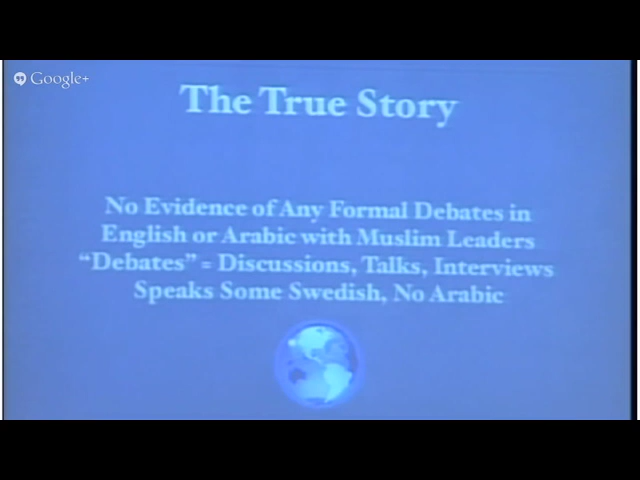 Google+
The True Story
No Evidence of Any Formal Debates in
English or Arabic with Muslim Leaders
“Debates” = Discussions, Talks, Interviews
Speaks Some Swedish, No Arabic